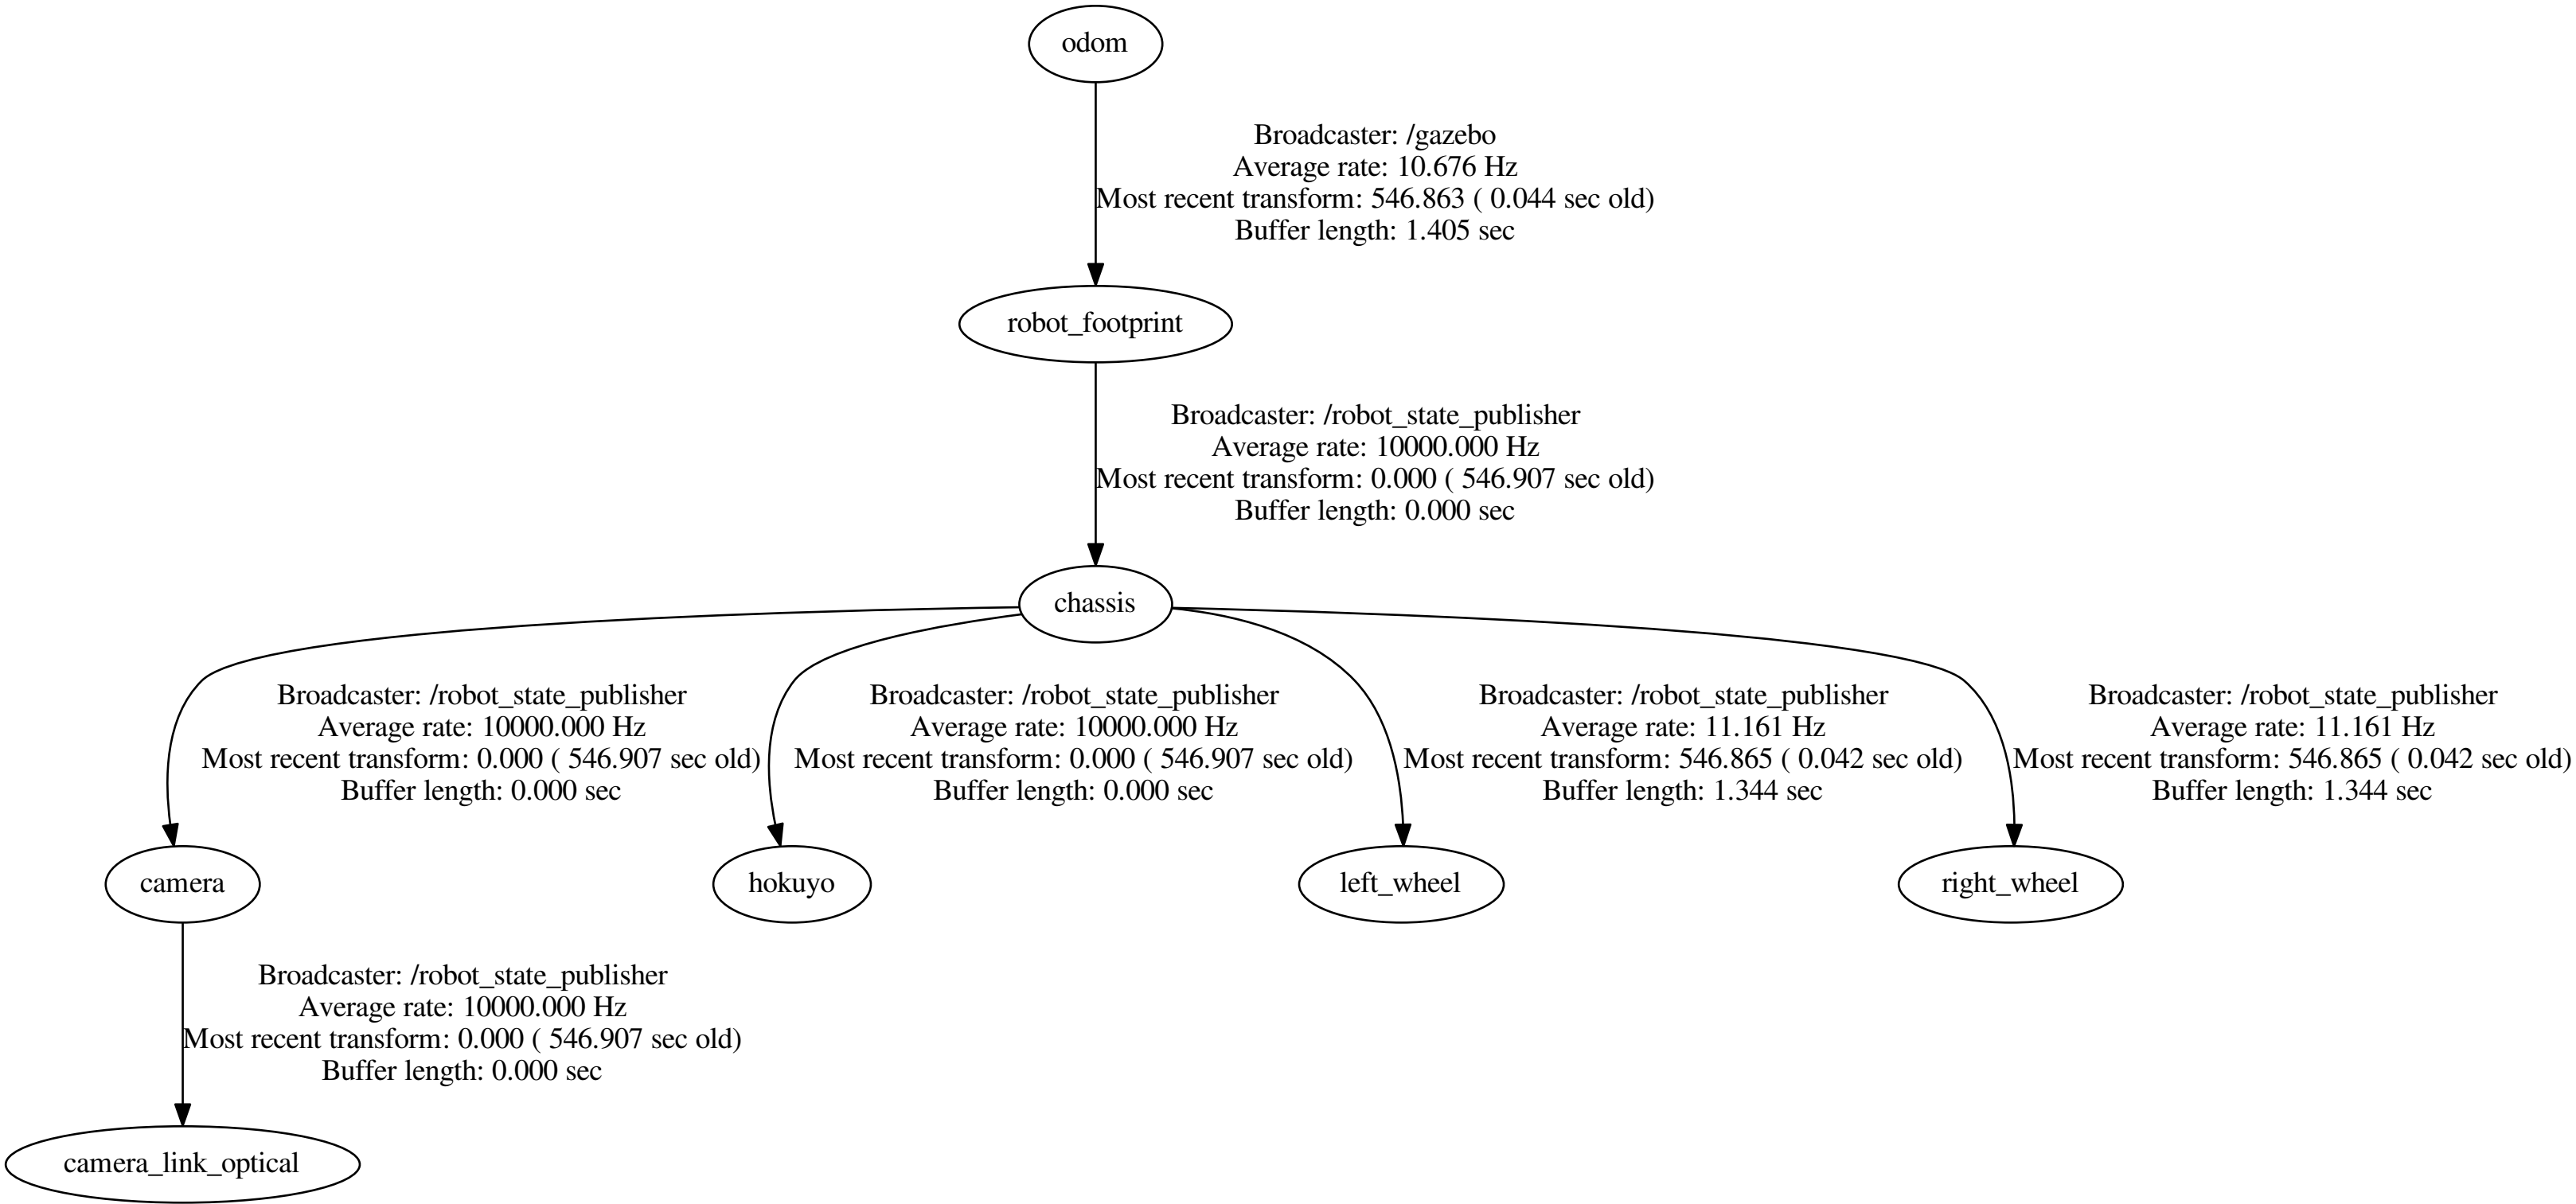 odom
Broadcaster: /gazebo
Average rate: 10.676 Hz
Most recent transform: 546.863 ( 0.044 sec old)
Buffer length: 1.405 sec
robot_footprint
Broadcaster: /robot_state_publisher
Average rate: 10000.000 Hz
Most recent transform: 0.000 ( 546.907 sec old)
Buffer length: 0.000 sec
chassis
Broadcaster: /robot_state_publisher
Average rate: 10000.000 Hz
Most recent transform: 0.000 ( 546.907 sec old)
Buffer length: 0.000 sec
Broadcaster: /robot_state_publisher
Average rate: 10000.000 Hz
Most recent transform: 0.000 ( 546.907 sec old)
Buffer length: 0.000 sec
Broadcaster: /robot_state_publisher
Average rate: 11.161 Hz
Most recent transform: 546.865 ( 0.042 sec old)
Buffer length: 1.344 sec
Broadcaster: /robot_state_publisher
Average rate: 11.161 Hz
Most recent transform: 546.865 ( 0.042 sec old)
Buffer length: 1.344 sec
camera
hokuyo
left_wheel
right_wheel
Broadcaster: /robot_state_publisher
Average rate: 10000.000 Hz
Most recent transform: 0.000 ( 546.907 sec old)
Buffer length: 0.000 sec
camera_link_optical